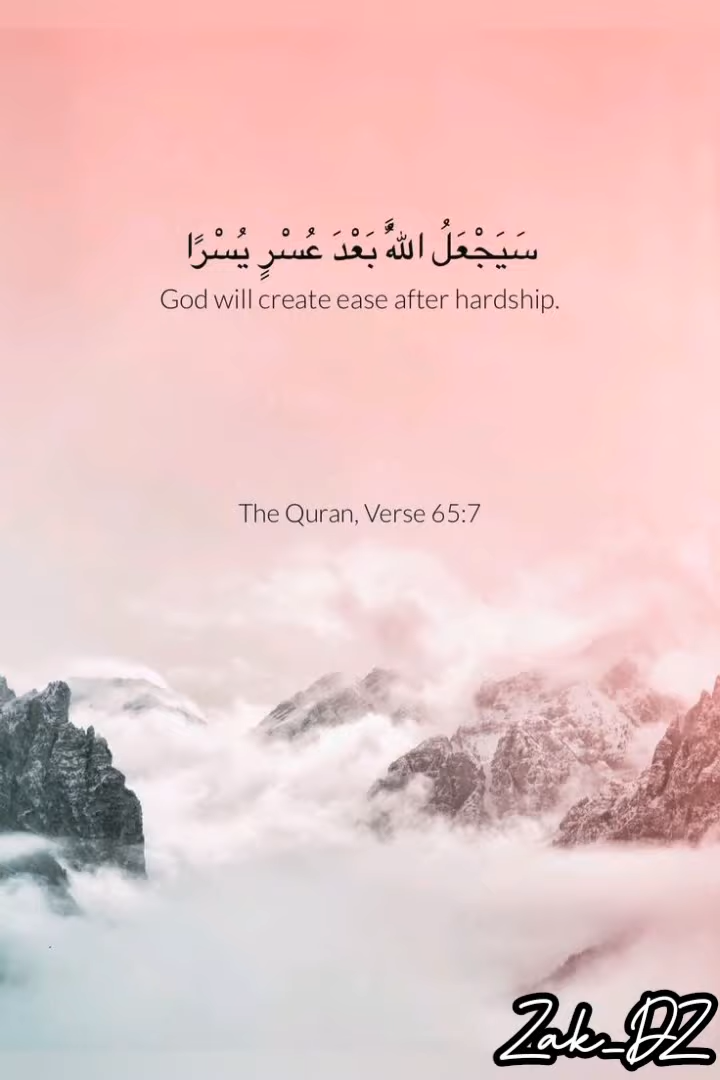 سَيَجْعَلُ اللَّهُ بَعْدَ عُسْرٍ يُسْرًا
God will create ease after hardship.
The Quran, Verse 65:7
Zak_DZ